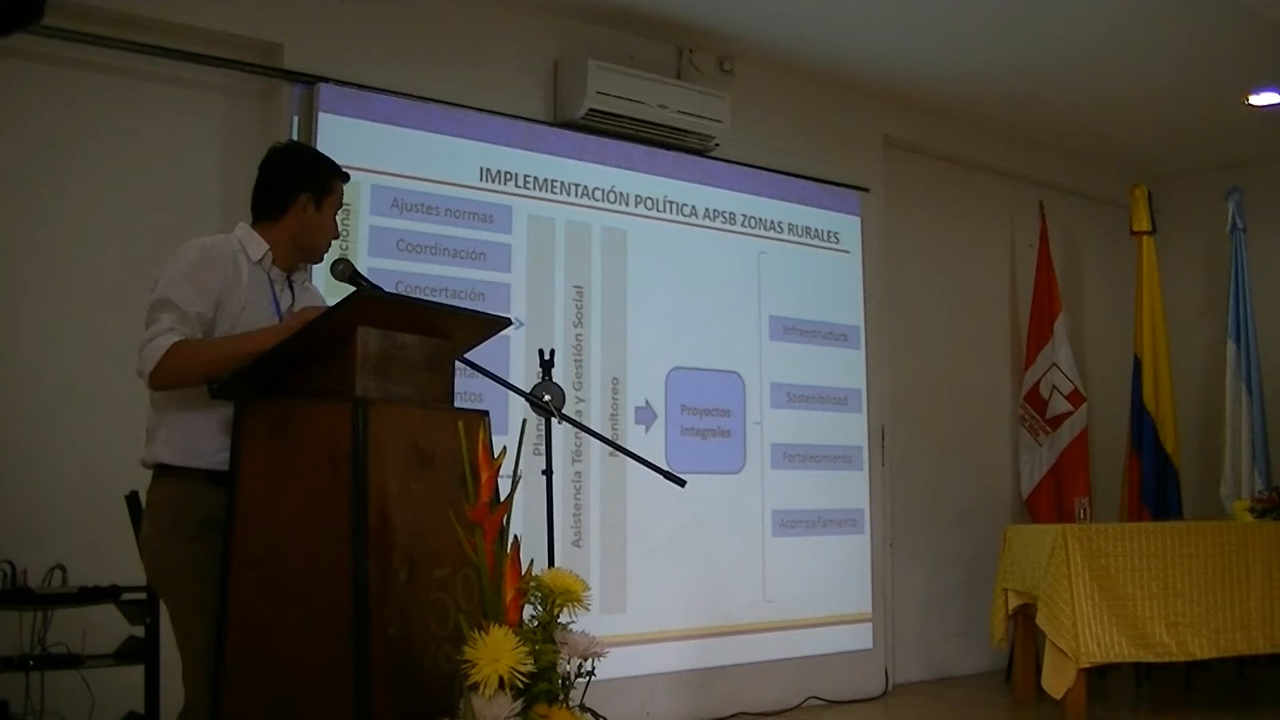 IMPLEMENTACIÓN POLÍTICA APSB ZONAS RURALES
Ajustes normas
Coordinación
Concertación
Asistencia Técnica y Gestión Social
Monitoreo
Proyectos
Integrales
Infraestructura
Sostenibilidad
Fortalecimiento
Acompañamiento